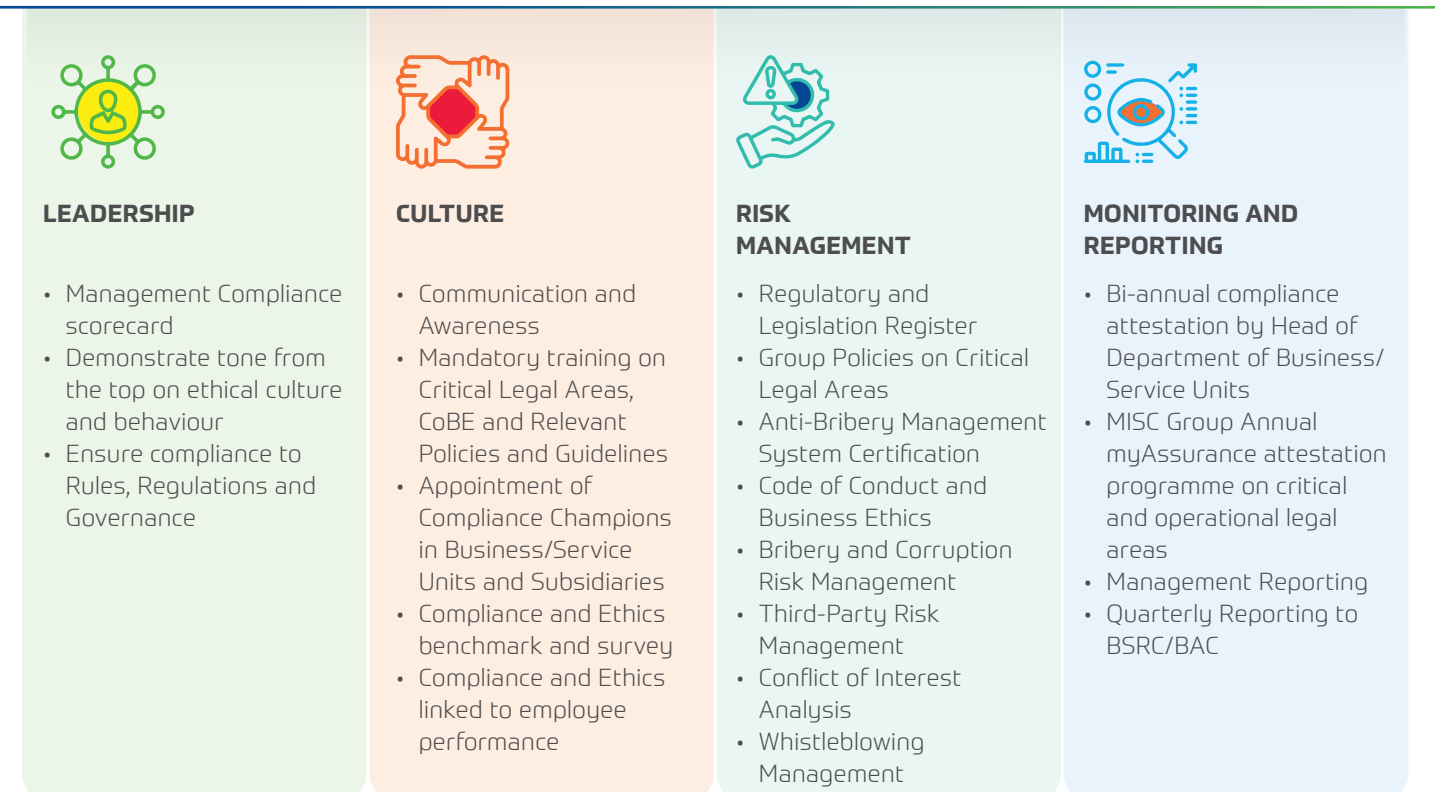 LEADERSHIP
• Management Compliance
scorecard
• Demonstrate tone from
the top on ethical culture
and behaviour
• Ensure compliance to
Rules, Regulations and
Governance
CULTURE
• Communication and
Awareness
• Mandatory training on
Critical Legal Areas,
CoBE and Relevant
Policies and Guidelines
• Appointment of
Compliance Champions
in Business/Service
Units and Subsidiaries
• Compliance and Ethics
benchmark and survey
• Compliance and Ethics
linked to employee
performance
RISK
MANAGEMENT
• Regulatory and
Legislation Register
• Group Policies on Critical
Legal Areas
• Anti-Bribery Management
System Certification
• Code of Conduct and
Business Ethics
• Bribery and Corruption
Risk Management
• Third-Party Risk
Management
• Conflict of Interest
Analysis
• Whistleblowing
Management
MONITORING AND
REPORTING
• Bi-annual compliance
attestation by Head of
Department of Business/
Service Units
• MISC Group Annual
myAssurance attestation
programme on critical
and operational legal
areas
• Management Reporting
• Quarterly Reporting to
BSRC/BAC